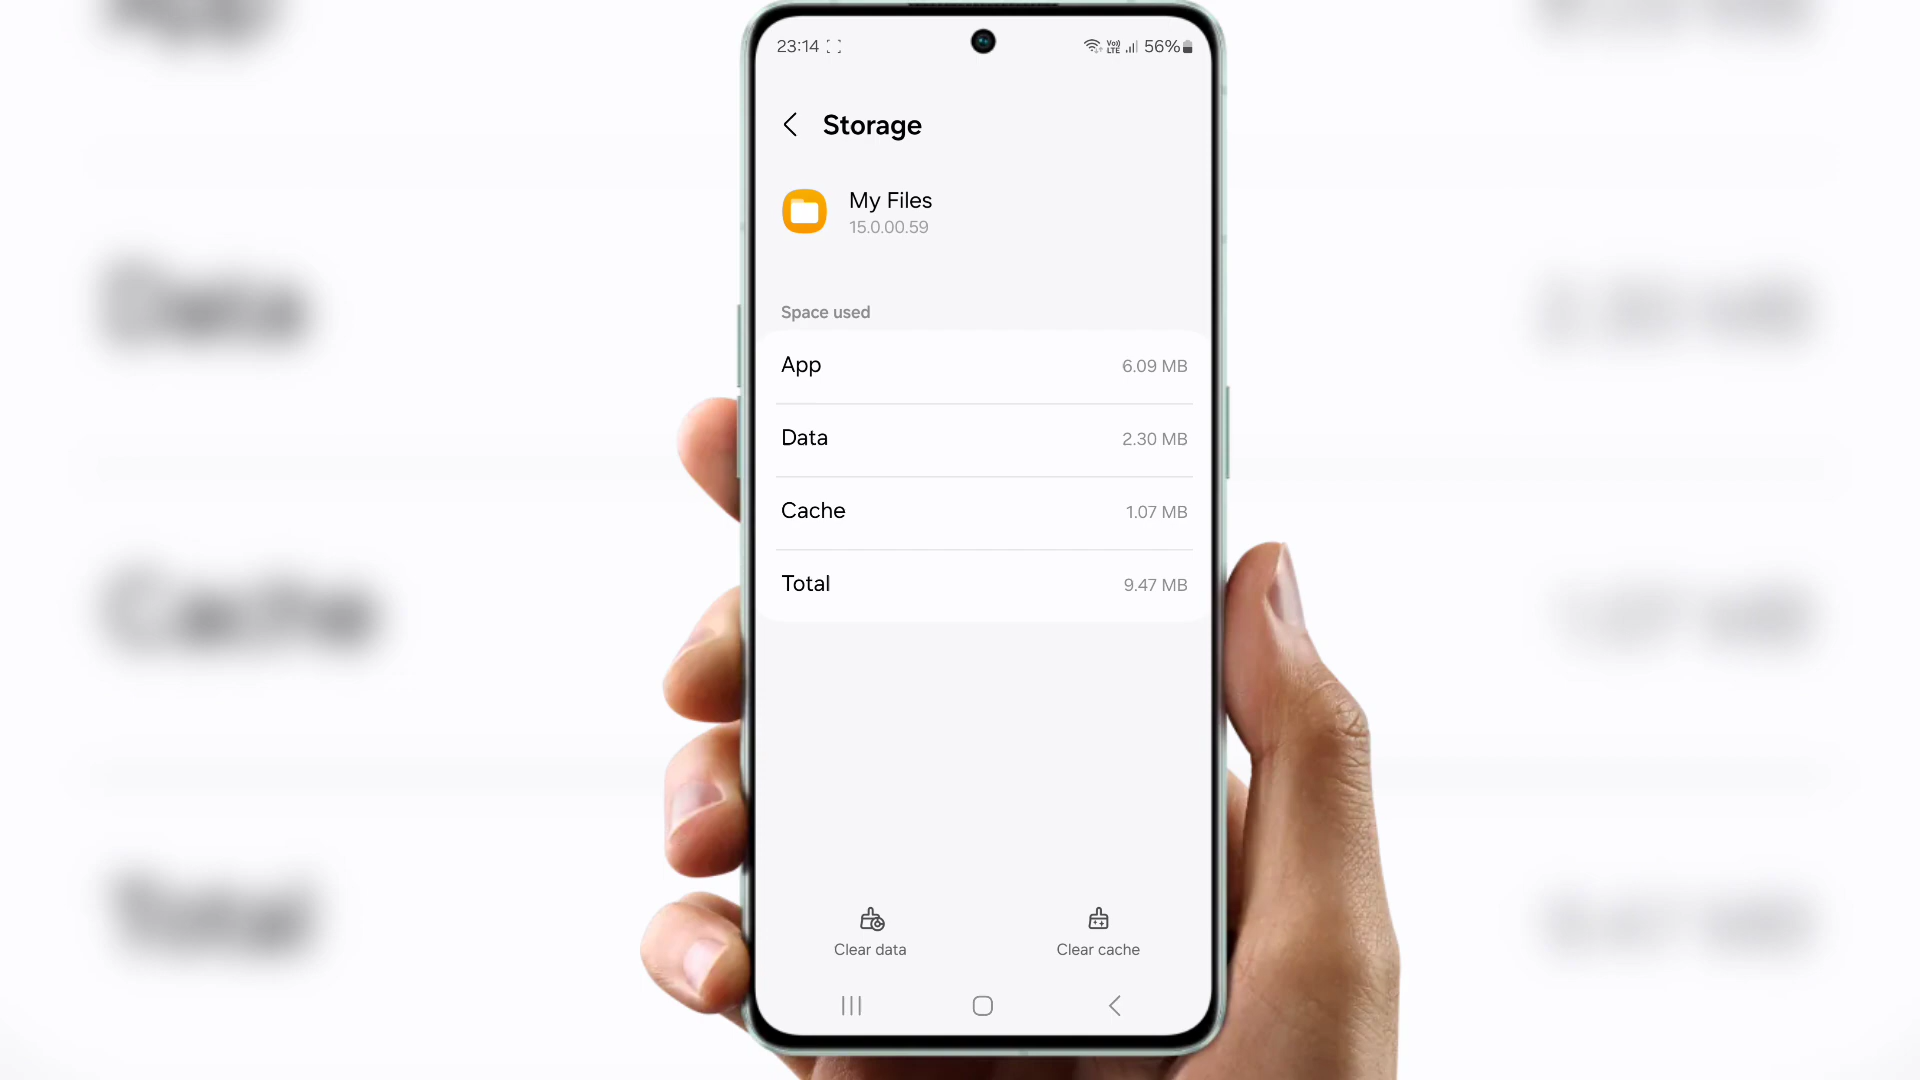 23:14 56%
Storage
My Files
15.0.00.59
Space used
App 6.09 MB
Data 2.30 MB
Cache 1.07 MB
Total 9.47 MB
Clear data Clear cache